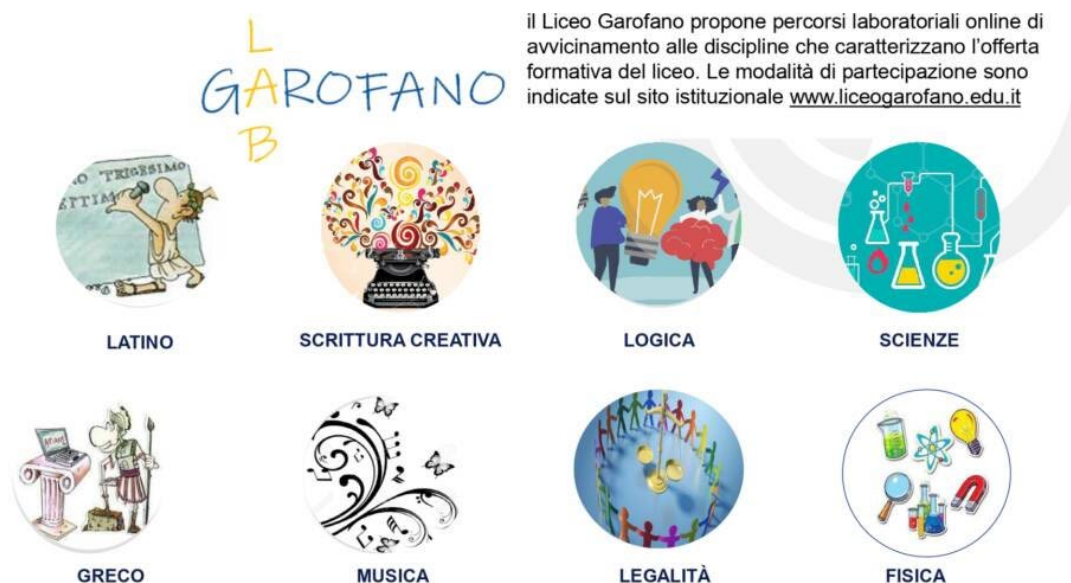 LAB
GAROFANO
il Liceo Garofano propone percorsi laboratoriali online di
avvicinamento alle discipline che caratterizzano l'offerta
formativa del liceo. Le modalità di partecipazione sono
indicate sul sito istituzionale www.liceogarofano.edu.it
TRIGESIMO
LATINO
SCRITTURA CREATIVA
LOGICA
SCIENZE
GRECO
MUSICA
LEGALITÀ
FISICA